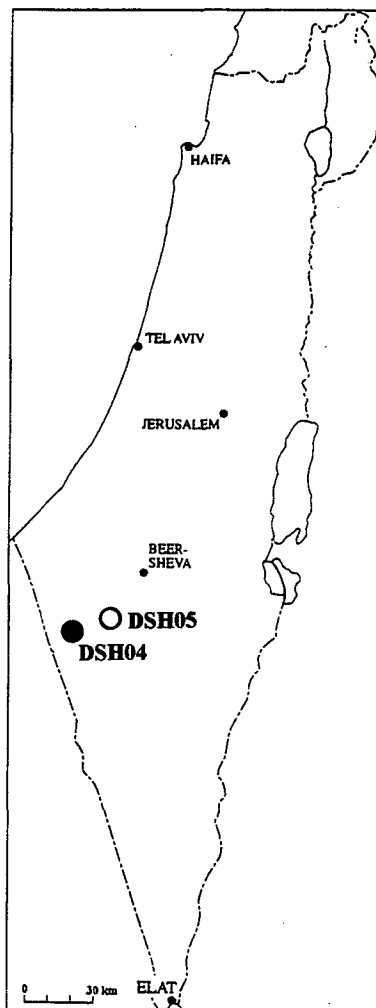 HAIFA
TEL AVIV
JERUSALEM
BEER-
SHEVA
DSH05
DSH04
0 30 km
ELAT